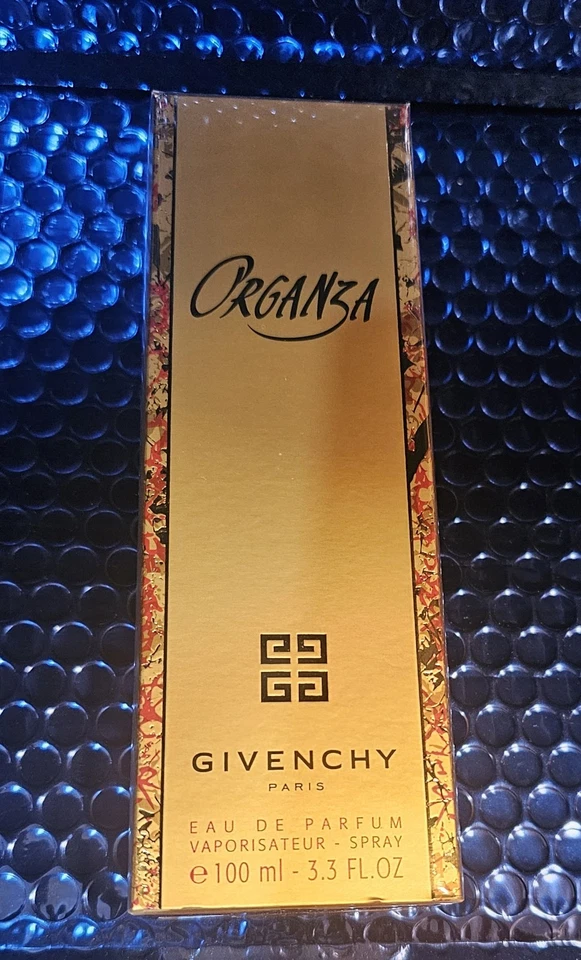 ORGANZA
GIVENCHY
PARIS
EAU DE PARFUM
VAPORISATEUR - SPRAY
℮100 ml - 3.3 FL.OZ